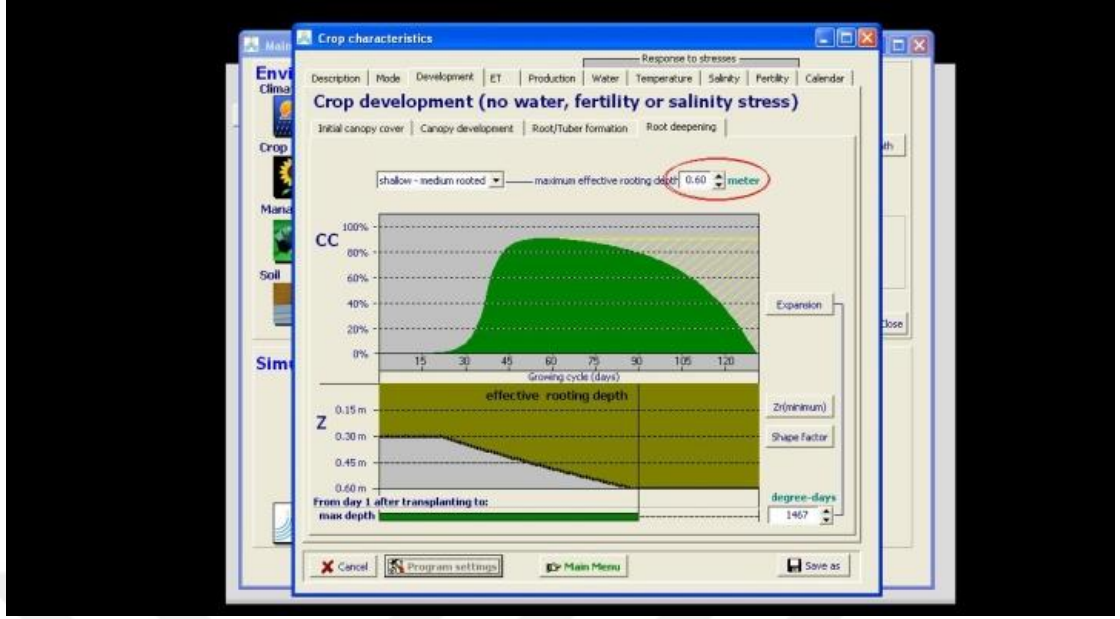 Main
Crop characteristics
Envi
Clima
Crop
Mana
Soil
Simu
Response to stresses
Description Mode Development ET Production Water Temperature Salinity Fertility Calendar
Crop development (no water, fertility or salinity stress)
Initial canopy cover Canopy development Root/Tuber formation Root deepening
shallow - medium rooted maximum effective rooting depth 0.60 meter
CC
100%
80%
60%
40%
20%
0%
15 30 45 60 75 90 105 120
Growing cycle (days)
Expansion
effective rooting depth
Z
0.15 m
0.30 m
0.45 m
0.60 m
Zr(minimum)
Shape factor
From day 1 after transplanting to:
max depth
degree-days
1467
Cancel Program settings Main Menu Save as